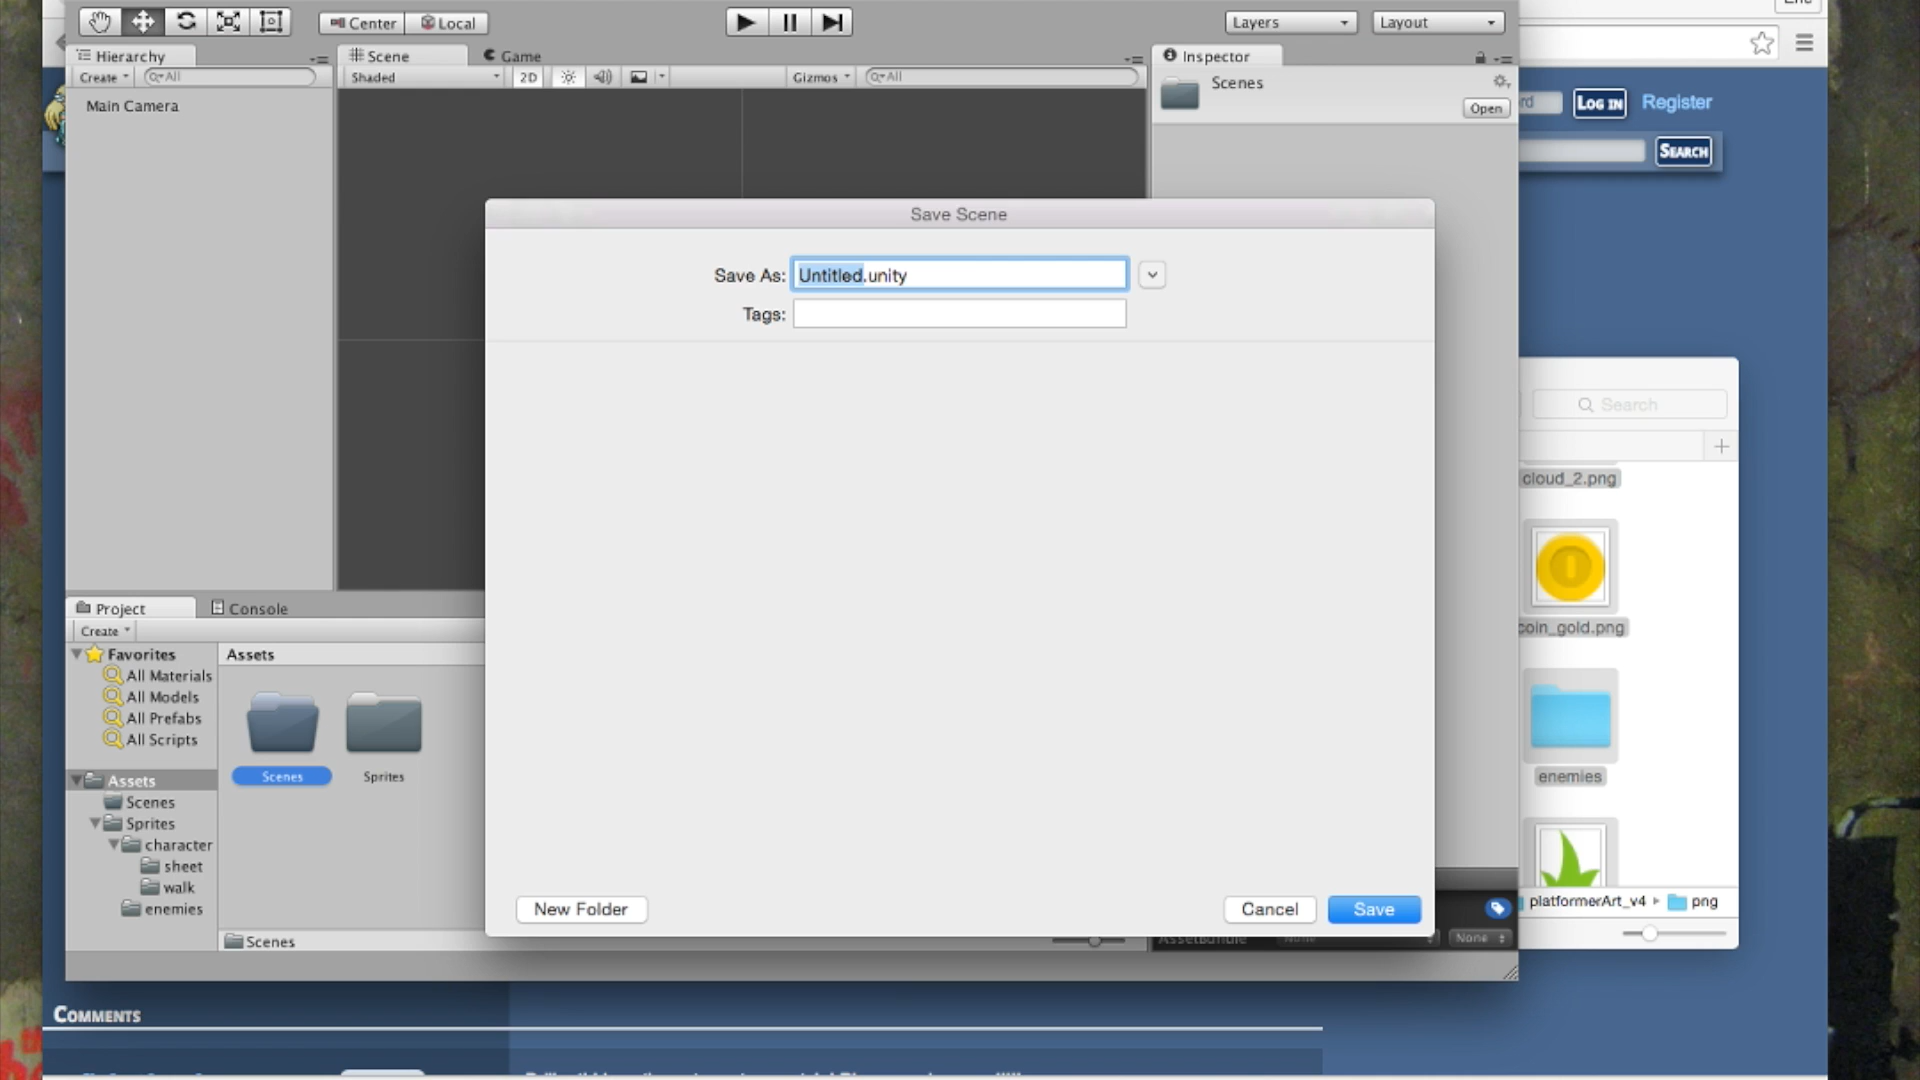 Center
Local
Layers
Layout
Hierarchy
Scene
Game
Inspector
Create
All
Shaded
2D
Gizmos
All
Scenes
Open
Main Camera
rd
Log in
Register
Search
Save Scene
Save As: Untitled.unity
Tags:
Search
cloud_2.png
coin_gold.png
enemies
platformerArt_v4
png
Project
Console
Create
Favorites
All Materials
All Models
All Prefabs
All Scripts
Assets
Scenes
Sprites
Assets
Scenes
Sprites
character
sheet
walk
enemies
Scenes
New Folder
Cancel
Save
AssetBundle
None
None
Comments